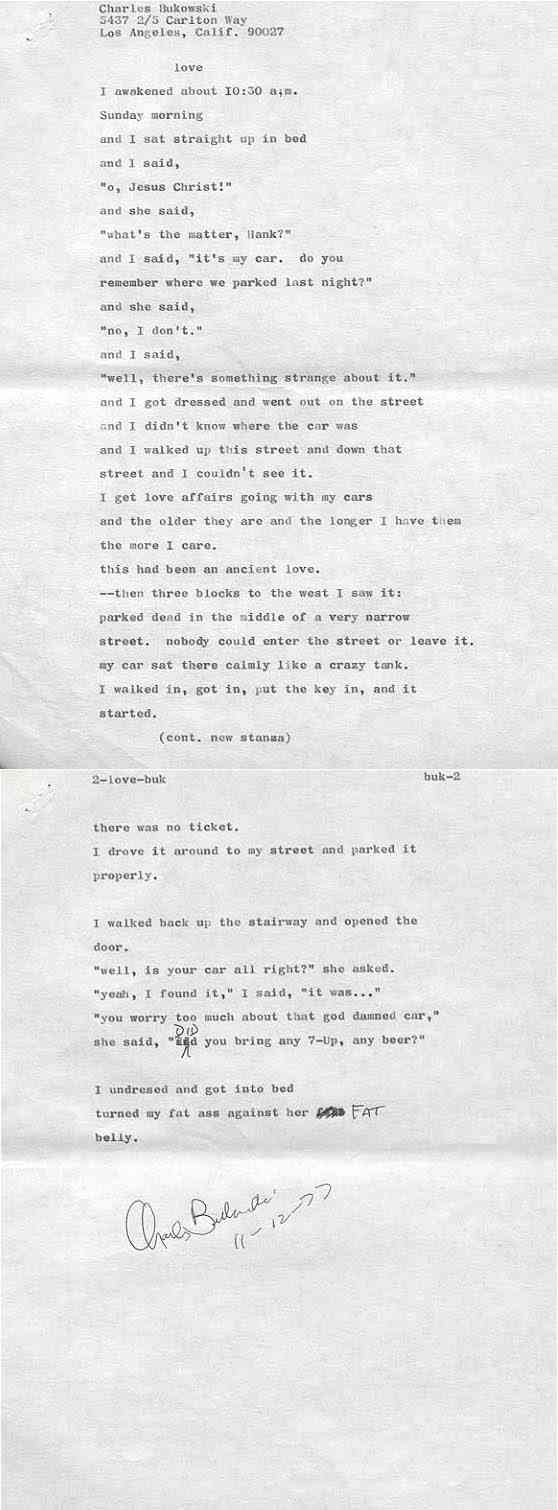 Charles Bukowski
5437 2/5 Carlton Way
Los Angeles, Calif. 90027
love
I awakened about 10:30 a;m.
Sunday morning
and I sat straight up in bed
and I said,
"o, Jesus Christ!"
and she said,
"what's the matter, Hank?"
and I said, "it's my car.  do you
remember where we parked last night?"
and she said,
"no, I don't."
and I said,
"well, there's something strange about it."
and I got dressed and went out on the street
and I didn't know where the car was
and I walked up this street and down that
street and I couldn't see it.
I get love affairs going with my cars
and the older they are and the longer I have them
the more I care.
this had been an ancient love.
--then three blocks to the west I saw it:
parked dead in the middle of a very narrow
street.  nobody could enter the street or leave it.
my car sat there calmly like a crazy tank.
I walked in, got in, put the key in, and it
started.
(cont. new stanza)
2-love-buk buk-2
there was no ticket.
I drove it around to my street and parked it
properly.
I walked back up the stairway and opened the
door.
"well, is your car all right?" she asked.
"yeah, I found it," I said, "it was..."
"you worry too much about that god damned car,"
she said, "DID you bring any 7-Up, any beer?"
I undresed and got into bed
turned my fat ass against her FAT
belly.
Charles Bukowski
11-12-77